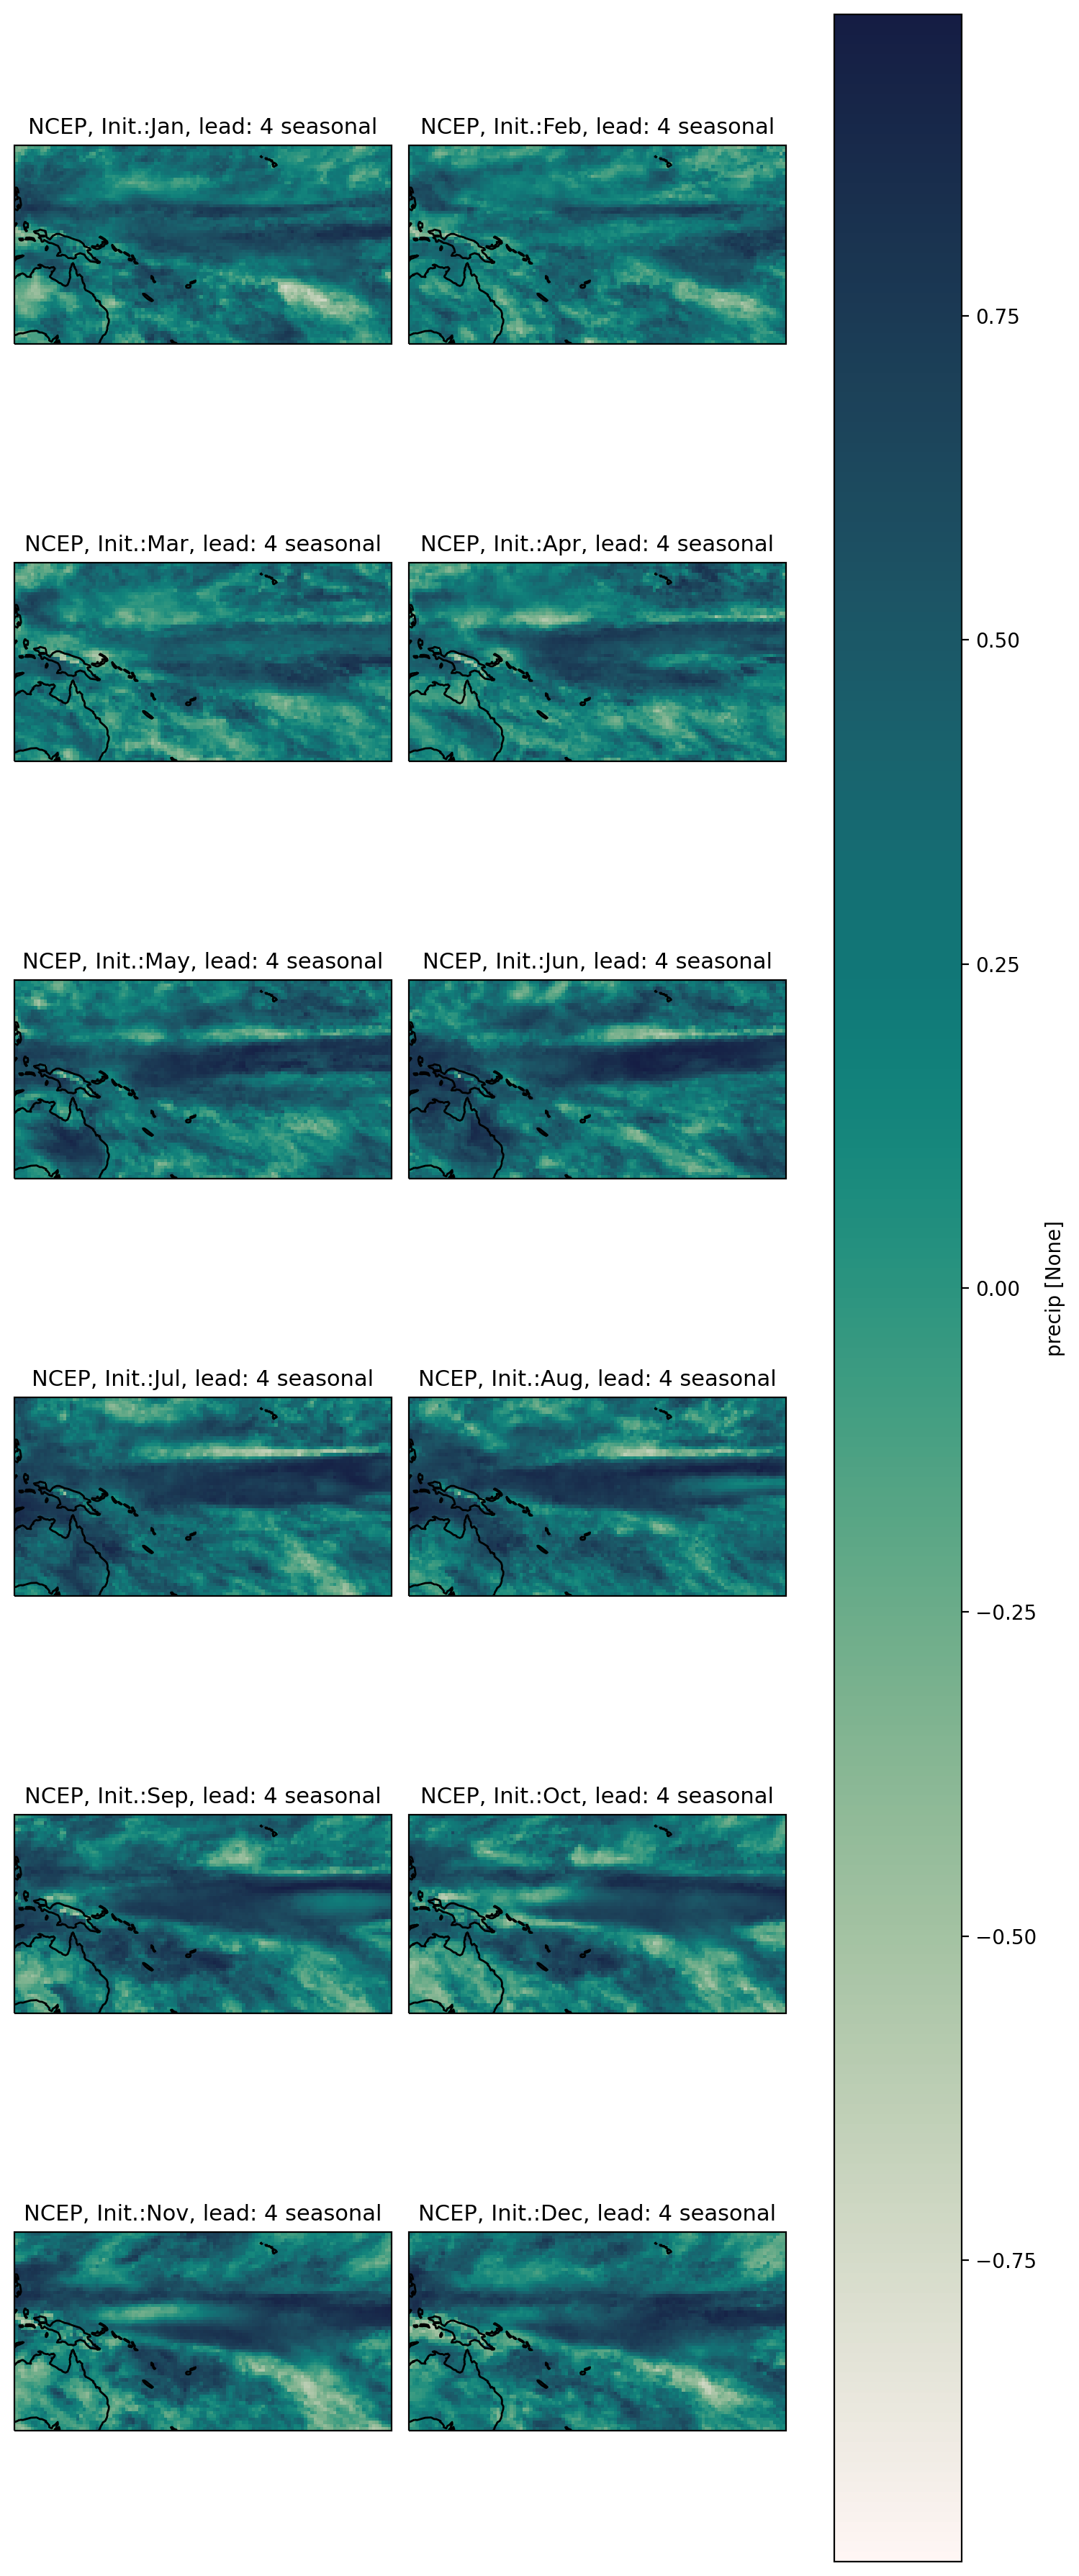 NCEP, Init.:Jan, lead: 4 seasonal
NCEP, Init.:Feb, lead: 4 seasonal
NCEP, Init.:Mar, lead: 4 seasonal
NCEP, Init.:Apr, lead: 4 seasonal
NCEP, Init.:May, lead: 4 seasonal
NCEP, Init.:Jun, lead: 4 seasonal
NCEP, Init.:Jul, lead: 4 seasonal
NCEP, Init.:Aug, lead: 4 seasonal
NCEP, Init.:Sep, lead: 4 seasonal
NCEP, Init.:Oct, lead: 4 seasonal
NCEP, Init.:Nov, lead: 4 seasonal
NCEP, Init.:Dec, lead: 4 seasonal
0.75
0.50
0.25
0.00
−0.25
−0.50
−0.75
precip [None]